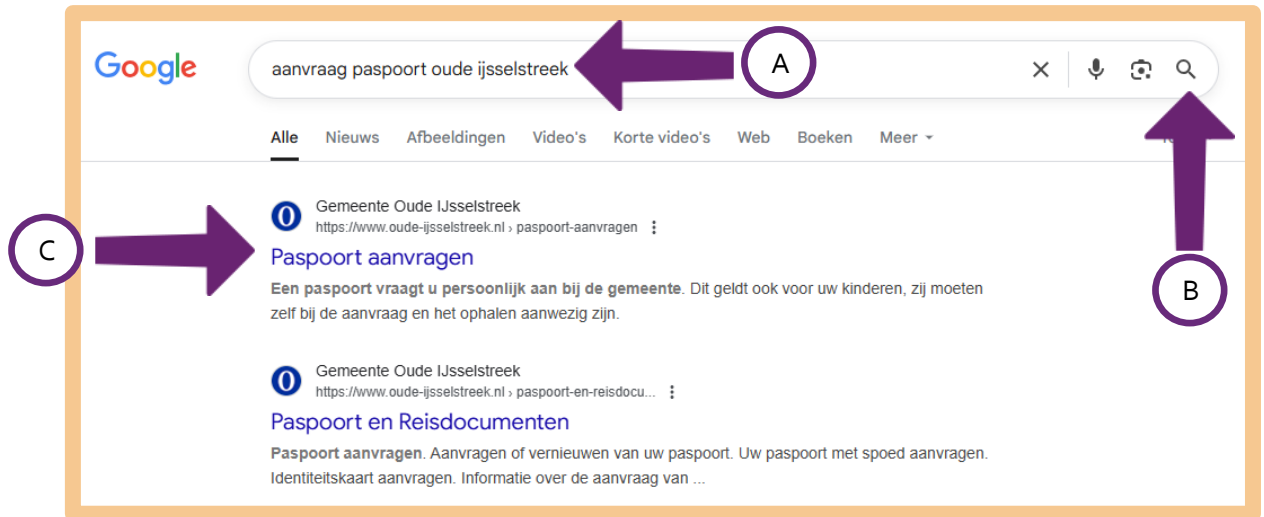 Google
aanvraag paspoort oude ijsselstreek
A
Alle Nieuws Afbeeldingen Video's Korte video's Web Boeken Meer
Gemeente Oude IJsselstreek
https://www.oude-ijsselstreek.nl › paspoort-aanvragen
C
Paspoort aanvragen
Een paspoort vraagt u persoonlijk aan bij de gemeente. Dit geldt ook voor uw kinderen, zij moeten
zelf bij de aanvraag en het ophalen aanwezig zijn.
B
Gemeente Oude IJsselstreek
https://www.oude-ijsselstreek.nl › paspoort-en-reisdocu...
Paspoort en Reisdocumenten
Paspoort aanvragen. Aanvragen of vernieuwen van uw paspoort. Uw paspoort met spoed aanvragen.
Identiteitskaart aanvragen. Informatie over de aanvraag van ...